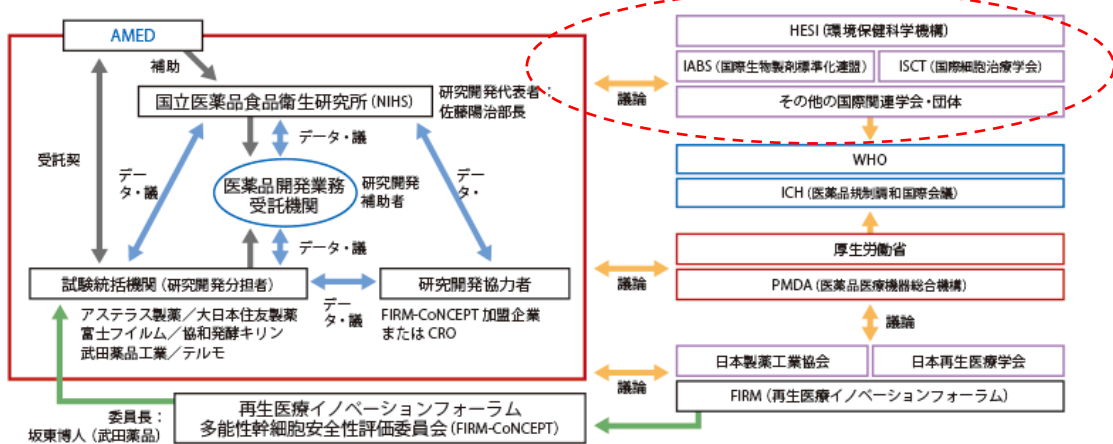 AMED
補助
国立医薬品食品衛生研究所(NIHS)
研究開発代表者：
佐藤陽治部長
受託契
データ・議
デー
タ・議
医薬品開発業務
受託機関
研究開発
補助者
デー
タ・
データ・議
試験統括機関(研究開発分担者)
アステラス製薬／大日本住友製薬
富士フイルム／協和発酵キリン
武田薬品工業／テルモ
デー
タ・議
研究開発協力者
FIRM-CoNCEPT 加盟企業
または CRO
委員長：
坂東博人(武田薬品)
再生医療イノベーションフォーラム
多能性幹細胞安全性評価委員会(FIRM-CoNCEPT)
議論
議論
議論
HESI(環境保健科学機構)
IABS(国際生物製剤標準化連盟)
ISCT(国際細胞治療学会)
その他の国際関連学会・団体
WHO
ICH(医薬品規制調和国際会議)
厚生労働省
PMDA(医薬品医療機器総合機構)
議論
日本製薬工業協会
日本再生医療学会
FIRM(再生医療イノベーションフォーラム)